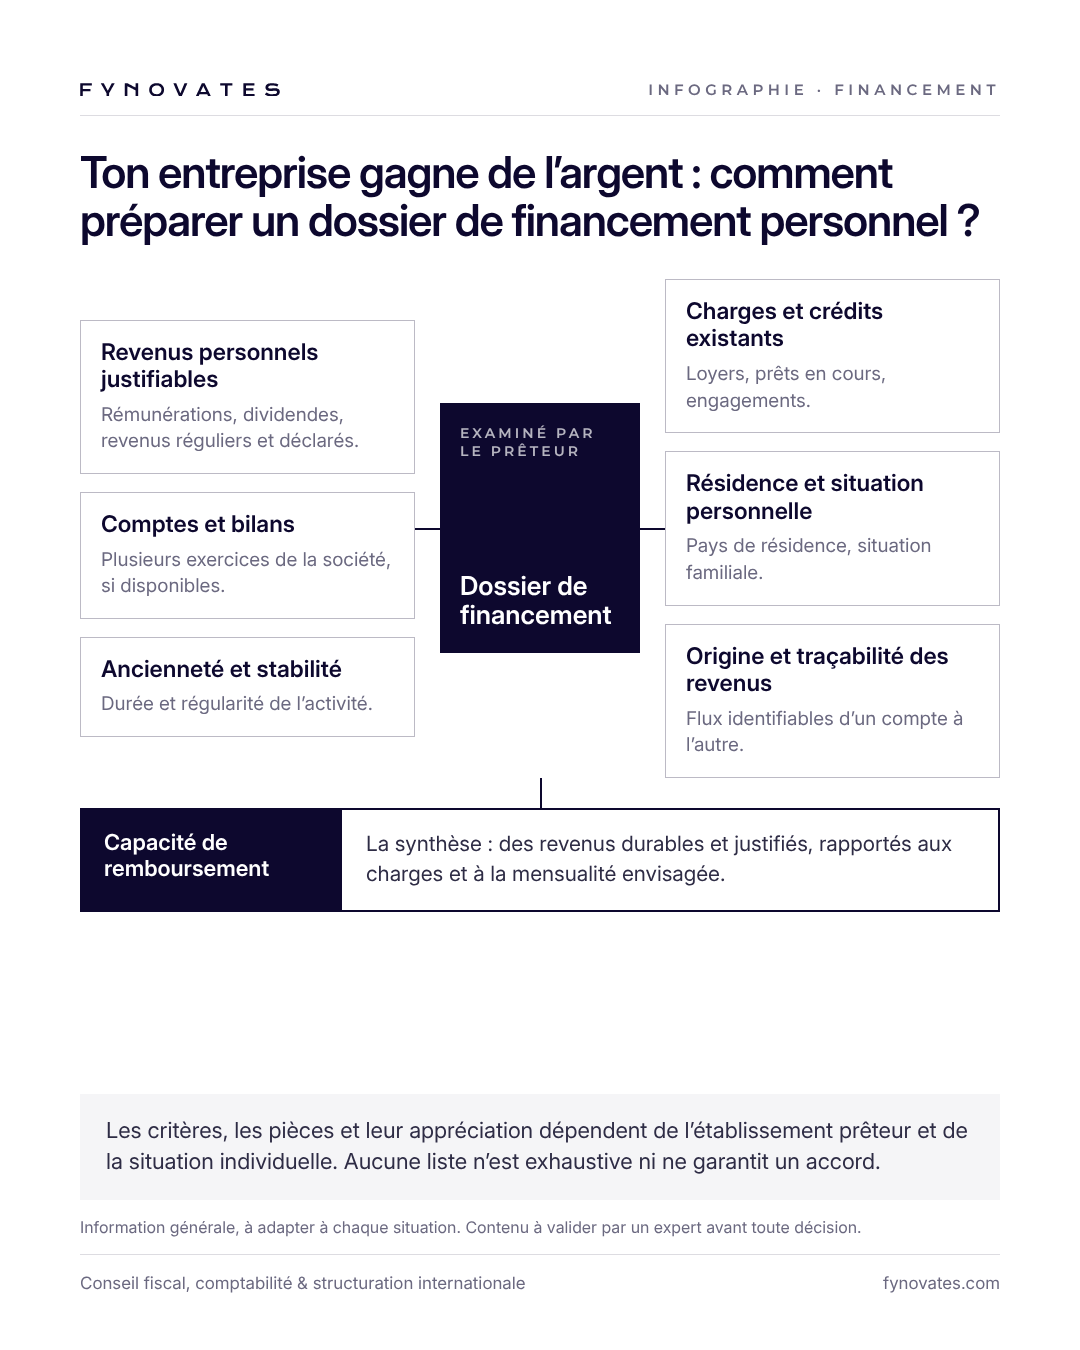 FYNOVATES
INFOGRAPHIE · FINANCEMENT
Ton entreprise gagne de l’argent : comment
préparer un dossier de financement personnel ?
Revenus personnels
justifiables
Rémunérations, dividendes,
revenus réguliers et déclarés.
Comptes et bilans
Plusieurs exercices de la société,
si disponibles.
Ancienneté et stabilité
Durée et régularité de l’activité.
EXAMINÉ PAR
LE PRÊTEUR
Dossier de
financement
Charges et crédits
existants
Loyers, prêts en cours,
engagements.
Résidence et situation
personnelle
Pays de résidence, situation
familiale.
Origine et traçabilité des
revenus
Flux identifiables d’un compte à
l’autre.
Capacité de
remboursement
La synthèse : des revenus durables et justifiés, rapportés aux
charges et à la mensualité envisagée.
Les critères, les pièces et leur appréciation dépendent de l’établissement prêteur et de
la situation individuelle. Aucune liste n’est exhaustive ni ne garantit un accord.
Information générale, à adapter à chaque situation. Contenu à valider par un expert avant toute décision.
Conseil fiscal, comptabilité & structuration internationale
fynovates.com